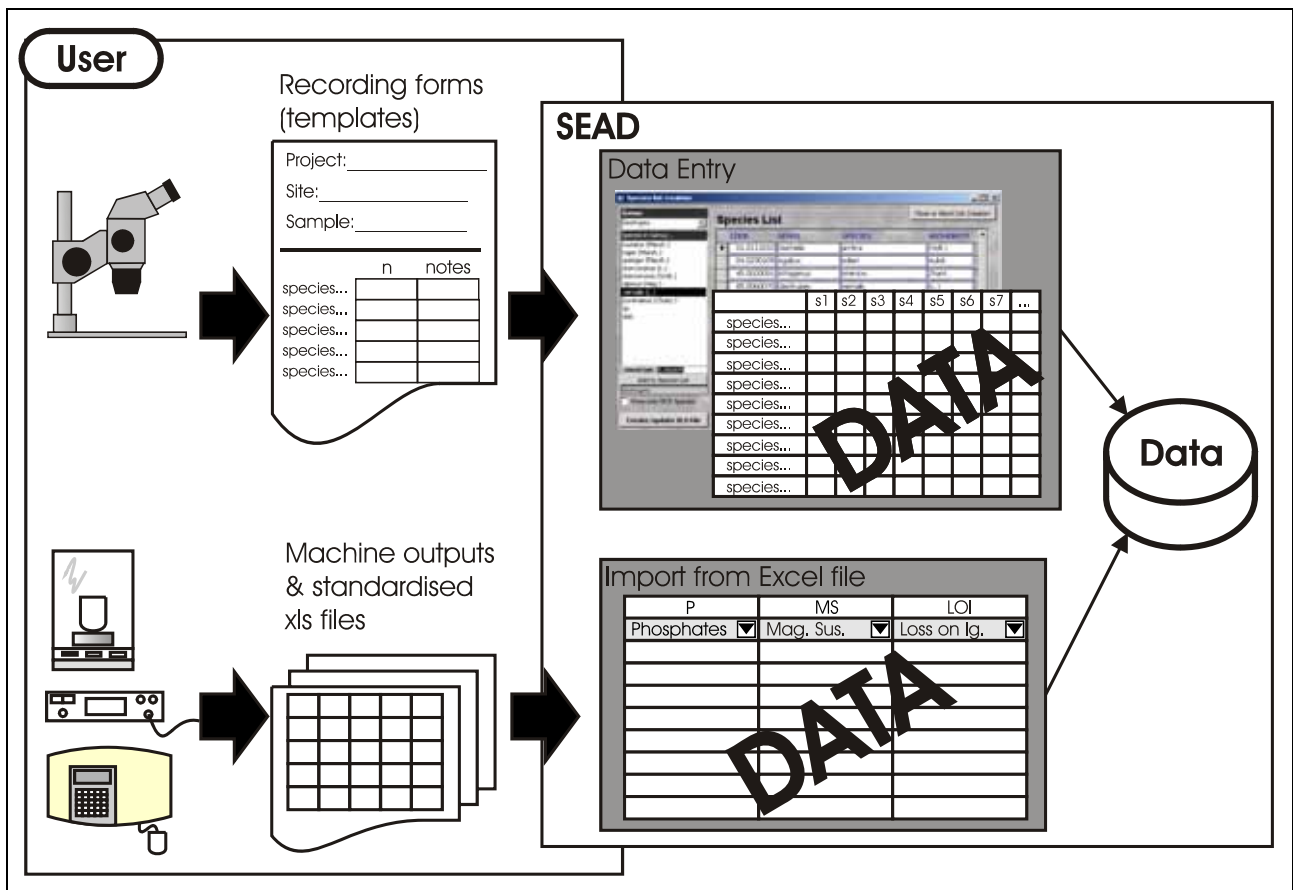 User
Recording forms
(templates)
Project:
Site:
Sample:
n notes
species...
species...
species...
species...
species...
SEAD
Data Entry
Species List
s1 s2 s3 s4 s5 s6 s7 ...
species...
species...
species...
species...
species...
species...
species...
species...
species...
DATA
Data
Machine outputs
& standardised
xls files
Import from Excel file
P MS LOI
Phosphates Mag. Sus. Loss on Ig.
DATA